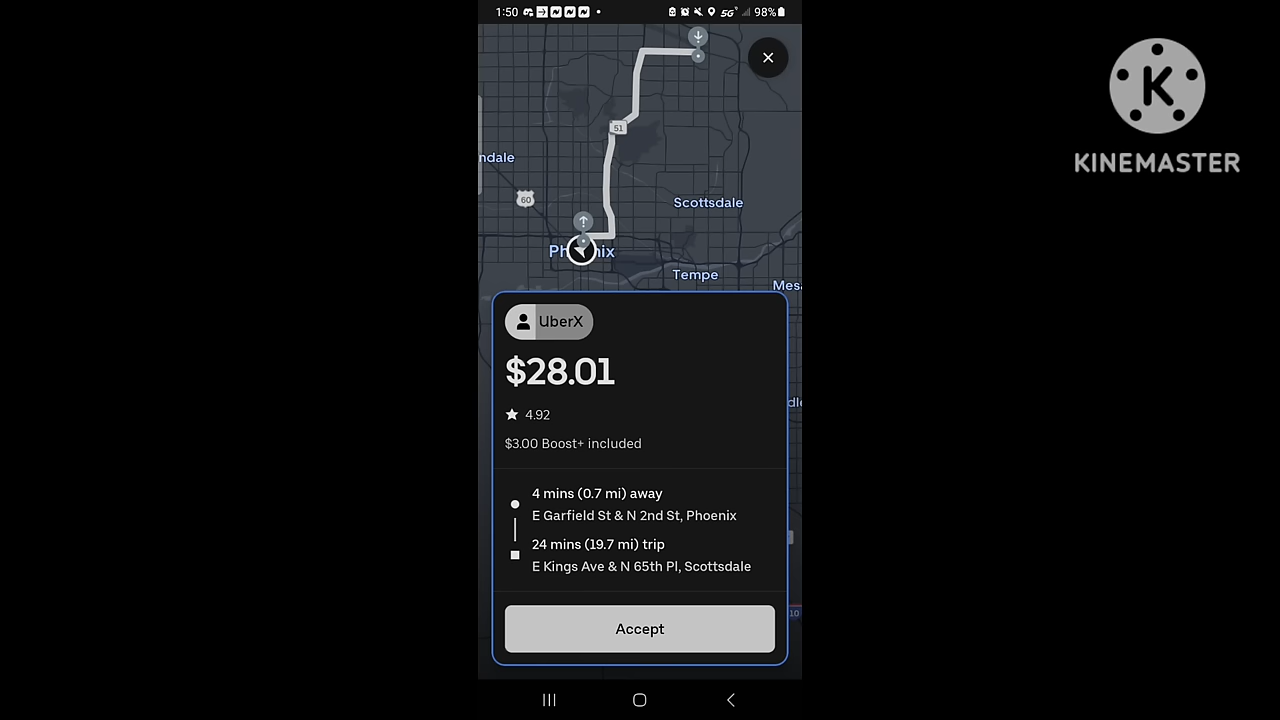 1:50
5G
98%
51
ndale
60
Scottsdale
Phoenix
Tempe
Mesa
UberX
$28.01
4.92
$3.00 Boost+ included
4 mins (0.7 mi) away
E Garfield St & N 2nd St, Phoenix
24 mins (19.7 mi) trip
E Kings Ave & N 65th Pl, Scottsdale
10
Accept
K
KINEMASTER